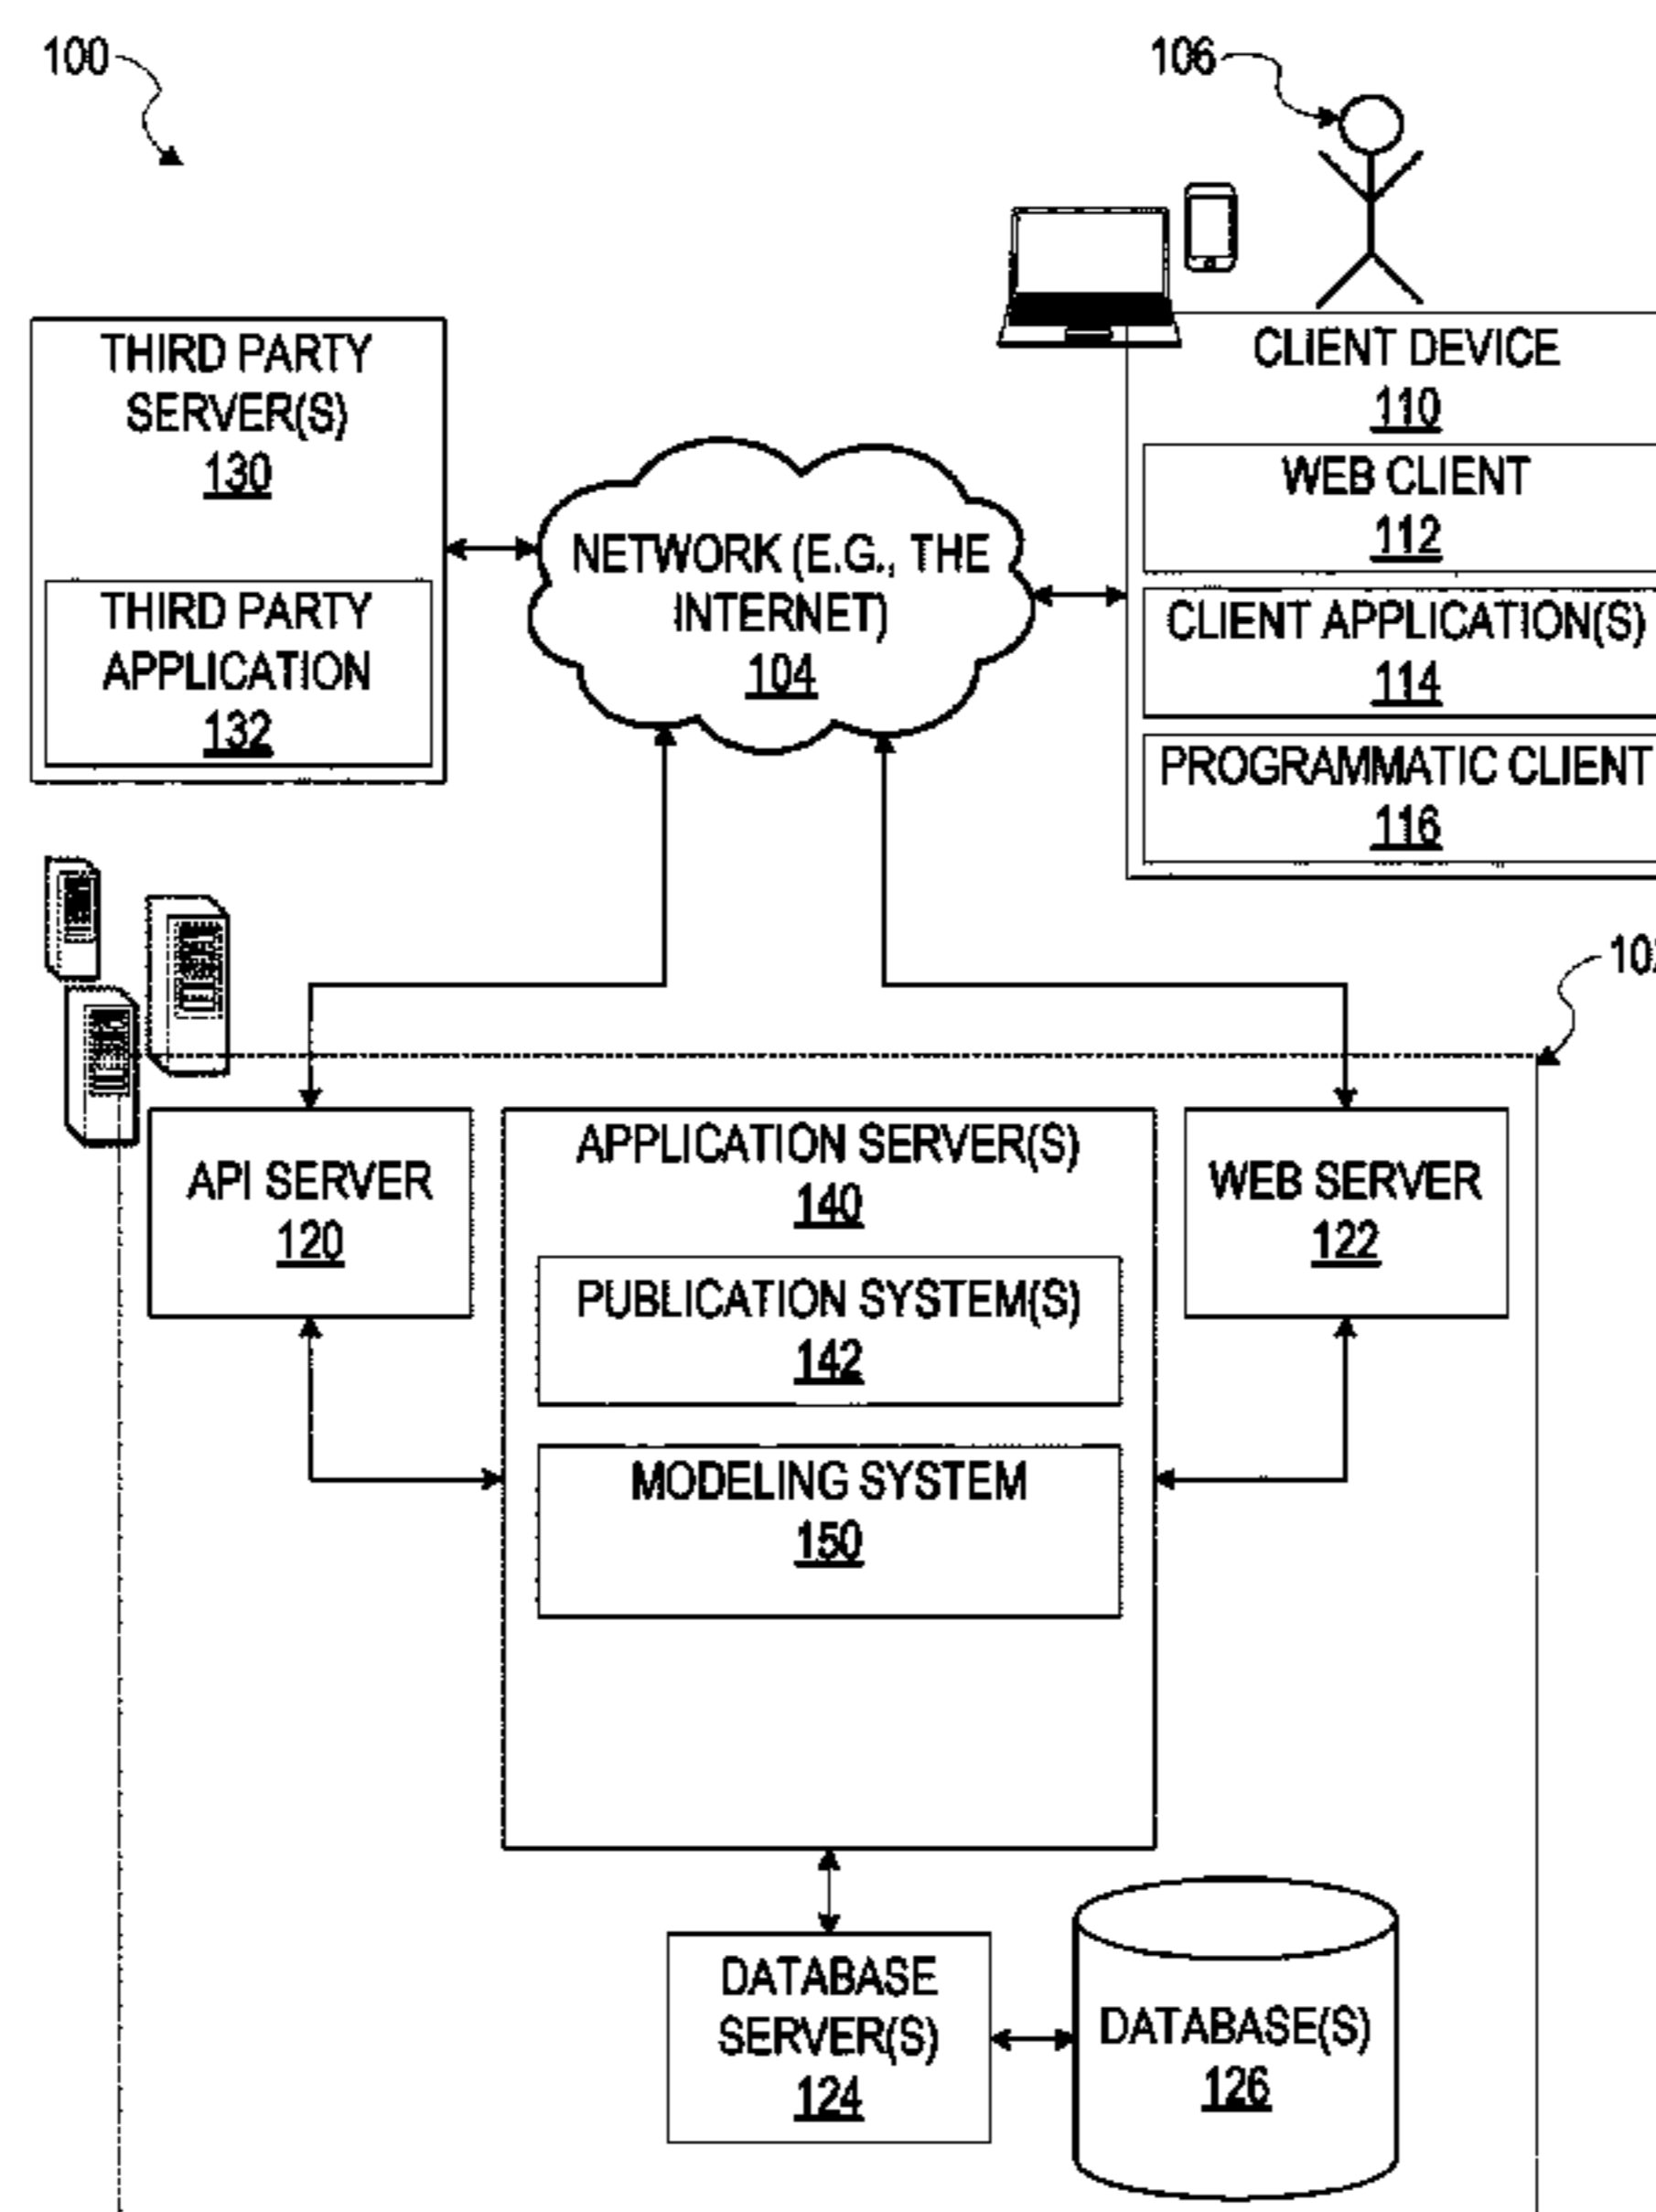 100
106
THIRD PARTY
SERVER(S)
130
THIRD PARTY
APPLICATION
132
NETWORK (E.G., THE
INTERNET)
104
CLIENT DEVICE
110
WEB CLIENT
112
CLIENT APPLICATION(S)
114
PROGRAMMATIC CLIENT
116
API SERVER
120
APPLICATION SERVER(S)
140
PUBLICATION SYSTEM(S)
142
MODELING SYSTEM
150
WEB SERVER
122
DATABASE
SERVER(S)
124
DATABASE(S)
126